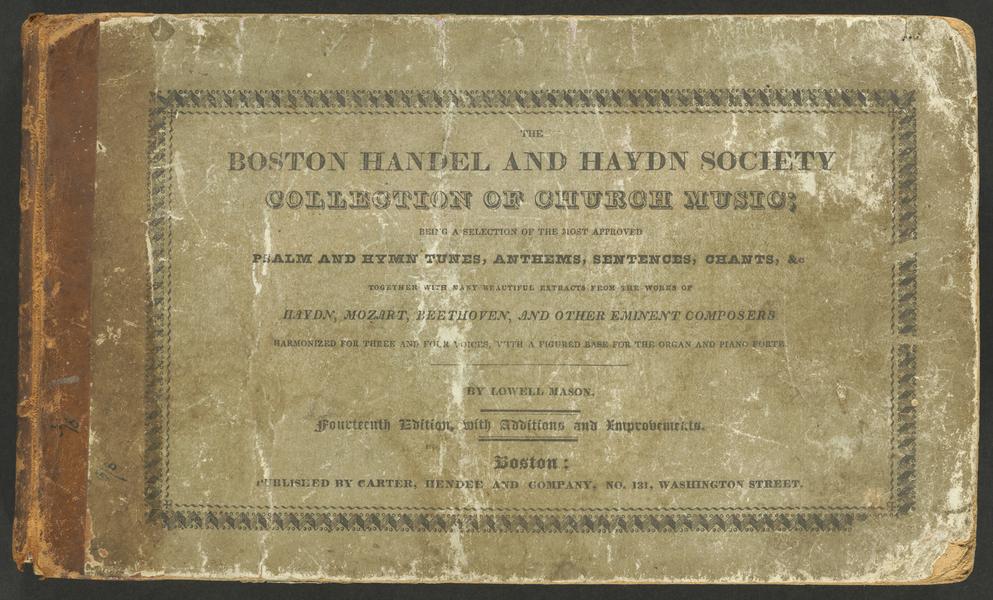 THE
BOSTON HANDEL AND HAYDN SOCIETY
COLLECTION OF CHURCH MUSIC;
BEING A SELECTION OF THE MOST APPROVED
PSALM AND HYMN TUNES, ANTHEMS, SENTENCES, CHANTS, &c
TOGETHER WITH MANY BEAUTIFUL EXTRACTS FROM THE WORKS OF
HAYDN, MOZART, BEETHOVEN, AND OTHER EMINENT COMPOSERS
HARMONIZED FOR THREE AND FOUR VOICES, WITH A FIGURED BASE FOR THE ORGAN AND PIANO FORTE.
BY LOWELL MASON.
Fourteenth Edition, with Additions and Improvements.
Boston:
PUBLISHED BY CARTER, HENDEE AND COMPANY, NO. 131, WASHINGTON STREET.